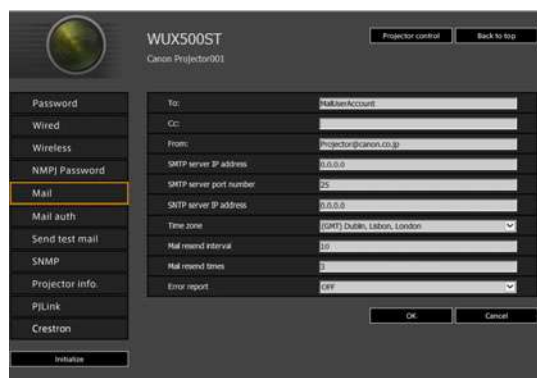 WUX500ST
Projector control
Back to top
Canon Projector001
Password
Wired
Wireless
NMPJ Password
Mail
Mail auth
Send test mail
SNMP
Projector info.
PJLink
Crestron
Initialize
To: MailUserAccount
Cc:
From: Projector@canon.co.jp
SMTP server IP address 0.0.0.0
SMTP server port number 25
SNTP server IP address 0.0.0.0
Time zone (GMT) Dublin, Lisbon, London
Mail resend interval 10
Mail resend times 3
Error report OFF
OK Cancel